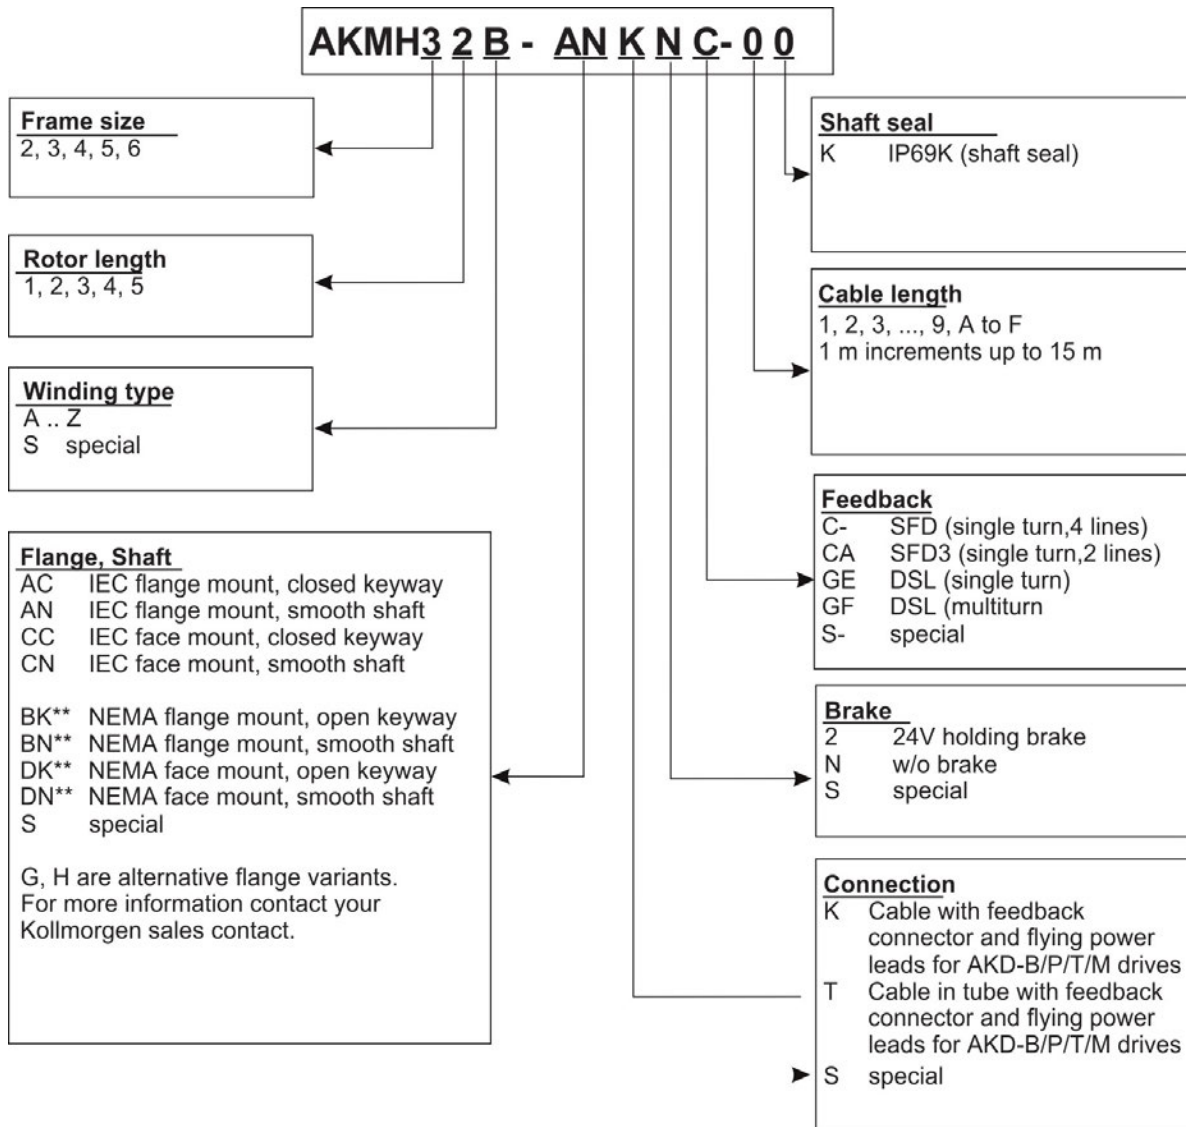 AKMH32B - AN K N C- 0 0
Frame size
2, 3, 4, 5, 6
Rotor length
1, 2, 3, 4, 5
Winding type
A .. Z
S special
Flange, Shaft
AC IEC flange mount, closed keyway
AN IEC flange mount, smooth shaft
CC IEC face mount, closed keyway
CN IEC face mount, smooth shaft
BK** NEMA flange mount, open keyway
BN** NEMA flange mount, smooth shaft
DK** NEMA face mount, open keyway
DN** NEMA face mount, smooth shaft
S special
G, H are alternative flange variants.
For more information contact your
Kollmorgen sales contact.
Shaft seal
K IP69K (shaft seal)
Cable length
1, 2, 3, ..., 9, A to F
1 m increments up to 15 m
Feedback
C- SFD (single turn,4 lines)
CA SFD3 (single turn,2 lines)
GE DSL (single turn)
GF DSL (multiturn
S- special
Brake
2 24V holding brake
N w/o brake
S special
Connection
K Cable with feedback
connector and flying power
leads for AKD-B/P/T/M drives
T Cable in tube with feedback
connector and flying power
leads for AKD-B/P/T/M drives
S special